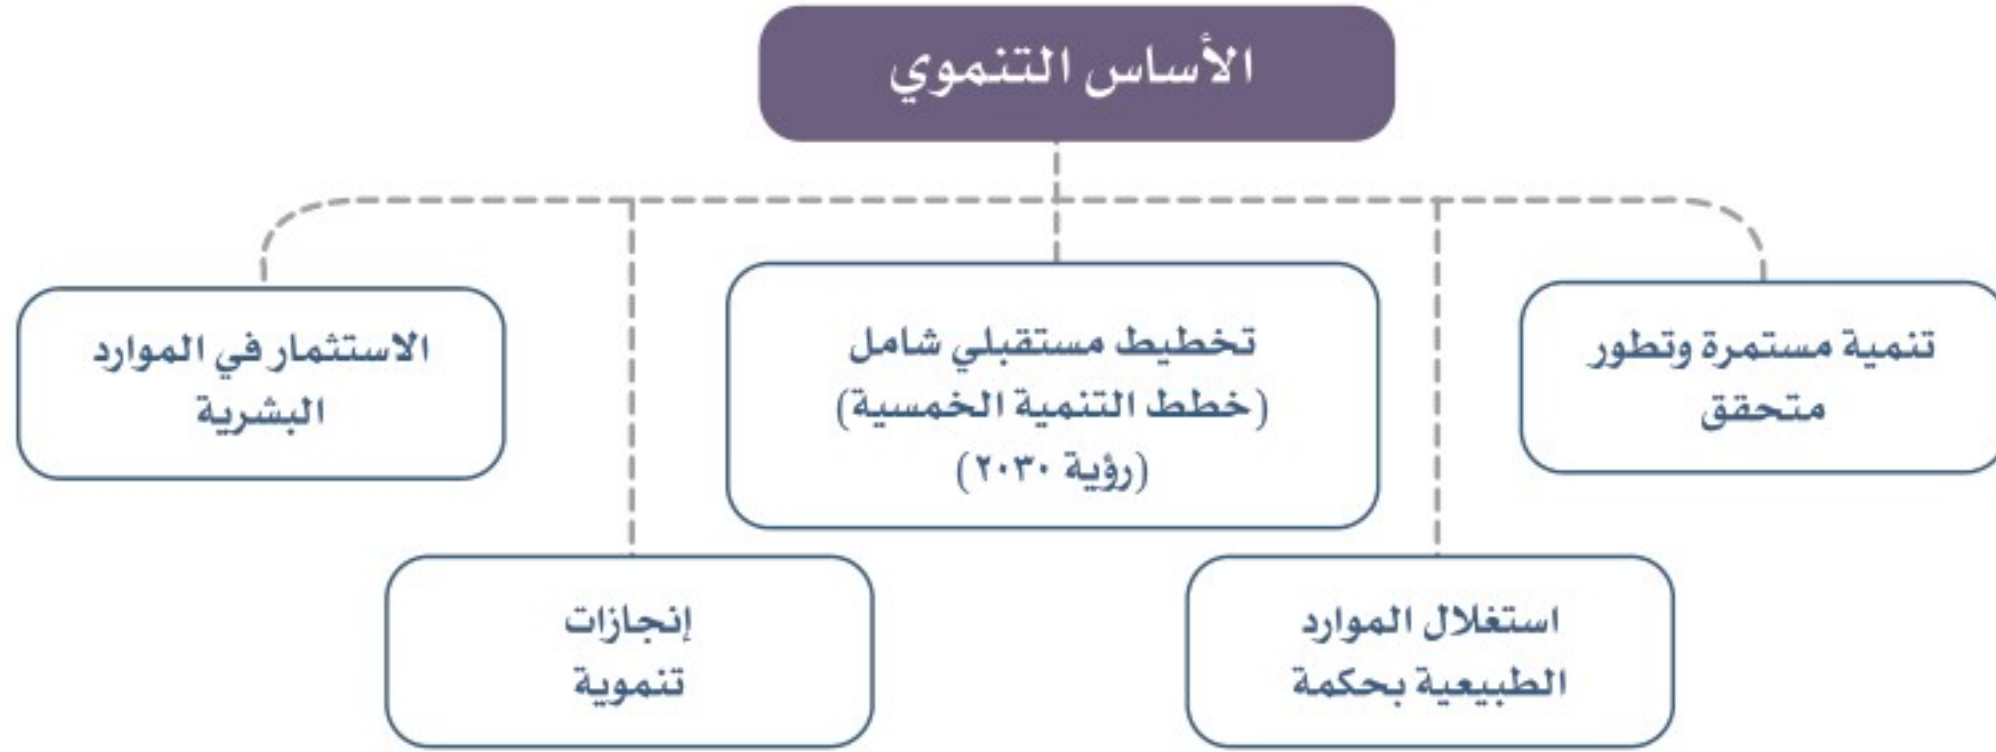 الأساس التنموي
تنمية مستمرة وتطور
متحقق
تخطيط مستقبلي شامل
(خطط التنمية الخمسية)
(رؤية ٢٠٣٠)
الاستثمار في الموارد
البشرية
استغلال الموارد
الطبيعية بحكمة
إنجازات
تنموية